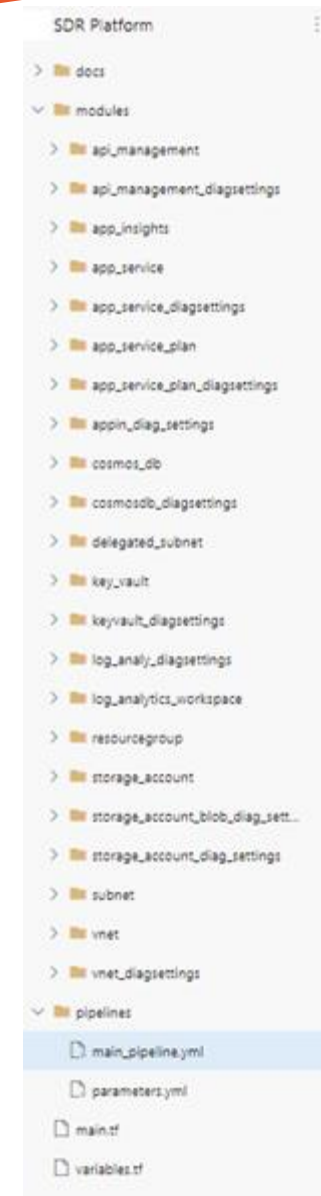 SDR Platform
docs
modules
api_management
api_management_diagsettings
app_insights
app_service
app_service_diagsettings
app_service_plan
app_service_plan_diagsettings
appin_diag_settings
cosmos_db
cosmosdb_diagsettings
delegated_subnet
key_vault
keyvault_diagsettings
log_analy_diagsettings
log_analytics_workspace
resourcegroup
storage_account
storage_account_blob_diag_sett...
storage_account_diag_settings
subnet
vnet
vnet_diagsettings
pipelines
main_pipeline.yml
parameters.yml
main.tf
variables.tf